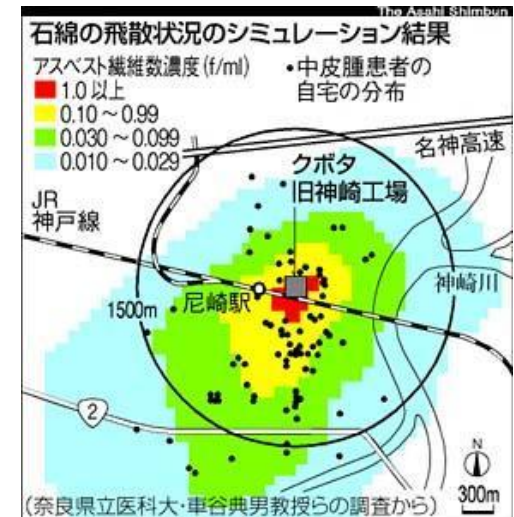 The Asahi Shimbun
石綿の飛散状況のシミュレーション結果
アスベスト繊維数濃度(f/ml)
1.0以上
0.10～0.99
0.030～0.099
0.010～0.029
•中皮腫患者の
自宅の分布
名神高速
クボタ
旧神崎工場
JR
神戸線
神崎川
尼崎駅
1500m
2
N
300m
(奈良県立医科大・車谷典男教授らの調査から)